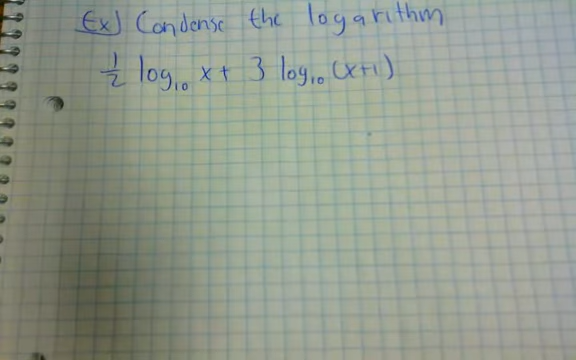 Ex) Condense the logarithm
½ log₁₀ x + 3 log₁₀ (x+1)